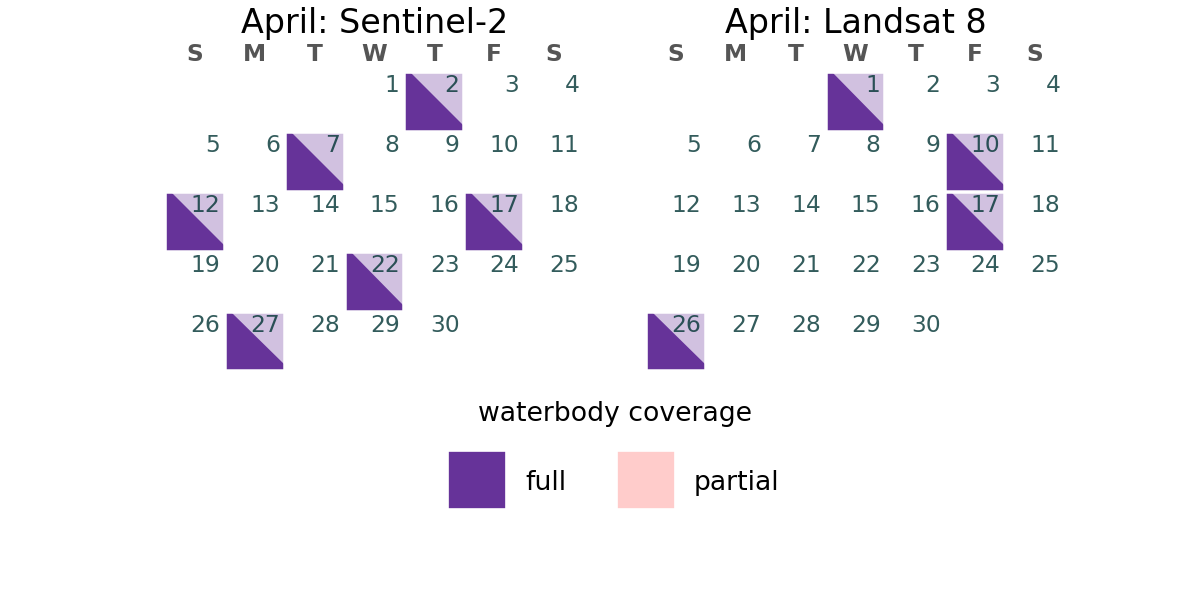 April: Sentinel-2
S M T W T F S
1 2 3 4
5 6 7 8 9 10 11
12 13 14 15 16 17 18
19 20 21 22 23 24 25
26 27 28 29 30
April: Landsat 8
S M T W T F S
1 2 3 4
5 6 7 8 9 10 11
12 13 14 15 16 17 18
19 20 21 22 23 24 25
26 27 28 29 30
waterbody coverage
full partial